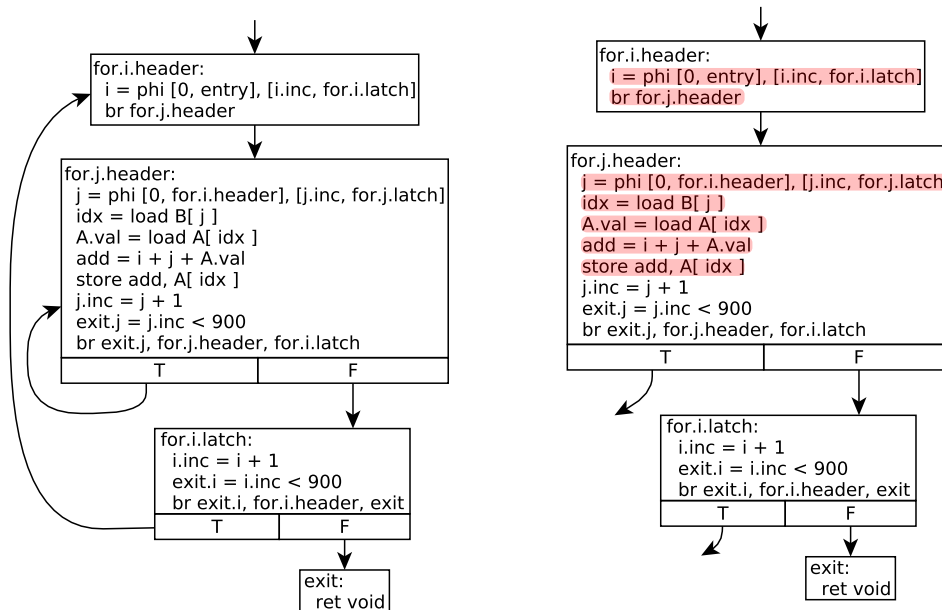 for.i.header:
i = phi [0, entry], [i.inc, for.i.latch]
br for.j.header
for.j.header:
j = phi [0, for.i.header], [j.inc, for.j.latch]
idx = load B[ j ]
A.val = load A[ idx ]
add = i + j + A.val
store add, A[ idx ]
j.inc = j + 1
exit.j = j.inc < 900
br exit.j, for.j.header, for.i.latch
T F
for.i.latch:
i.inc = i + 1
exit.i = i.inc < 900
br exit.i, for.i.header, exit
T F
exit:
ret void
for.i.header:
i = phi [0, entry], [i.inc, for.i.latch]
br for.j.header
for.j.header:
j = phi [0, for.i.header], [j.inc, for.j.latch
idx = load B[ j ]
A.val = load A[ idx ]
add = i + j + A.val
store add, A[ idx ]
j.inc = j + 1
exit.j = j.inc < 900
br exit.j, for.j.header, for.i.latch
T F
for.i.latch:
i.inc = i + 1
exit.i = i.inc < 900
br exit.i, for.i.header, exit
T F
exit:
ret void